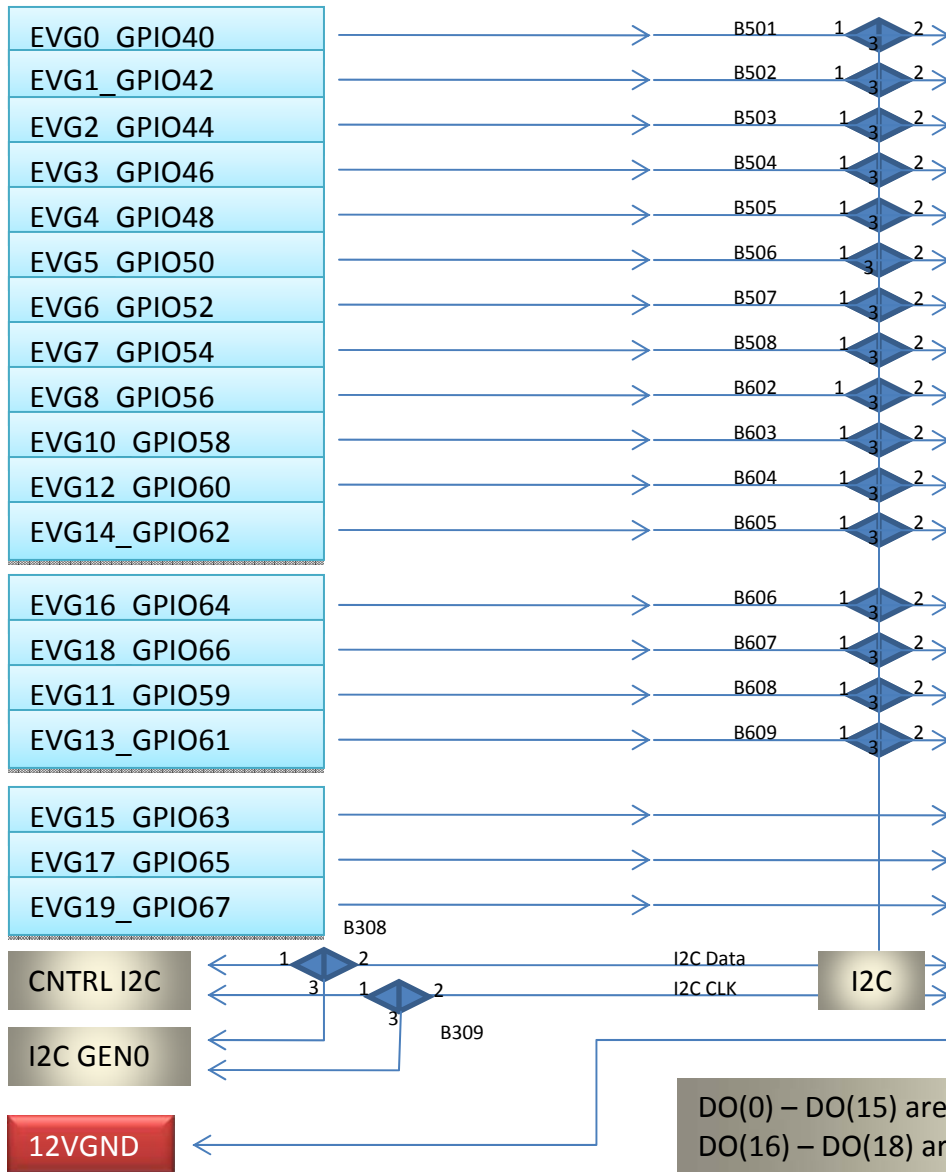 EVG0_GPIO40 B501 1 3 2
EVG1_GPIO42 B502 1 3 2
EVG2_GPIO44 B503 1 3 2
EVG3_GPIO46 B504 1 3 2
EVG4_GPIO48 B505 1 3 2
EVG5_GPIO50 B506 1 3 2
EVG6_GPIO52 B507 1 3 2
EVG7_GPIO54 B508 1 3 2
EVG8_GPIO56 B602 1 3 2
EVG10_GPIO58 B603 1 3 2
EVG12_GPIO60 B604 1 3 2
EVG14_GPIO62 B605 1 3 2
EVG16_GPIO64 B606 1 3 2
EVG18_GPIO66 B607 1 3 2
EVG11_GPIO59 B608 1 3 2
EVG13_GPIO61 B609 1 3 2
EVG15_GPIO63
EVG17_GPIO65
EVG19_GPIO67
B308
CNTRL I2C
1 3 2
I2C Data
1 3 2
I2C CLK
I2C
B309
I2C GEN0
12VGND
DO(0) – DO(15) are
DO(16) – DO(18) ar